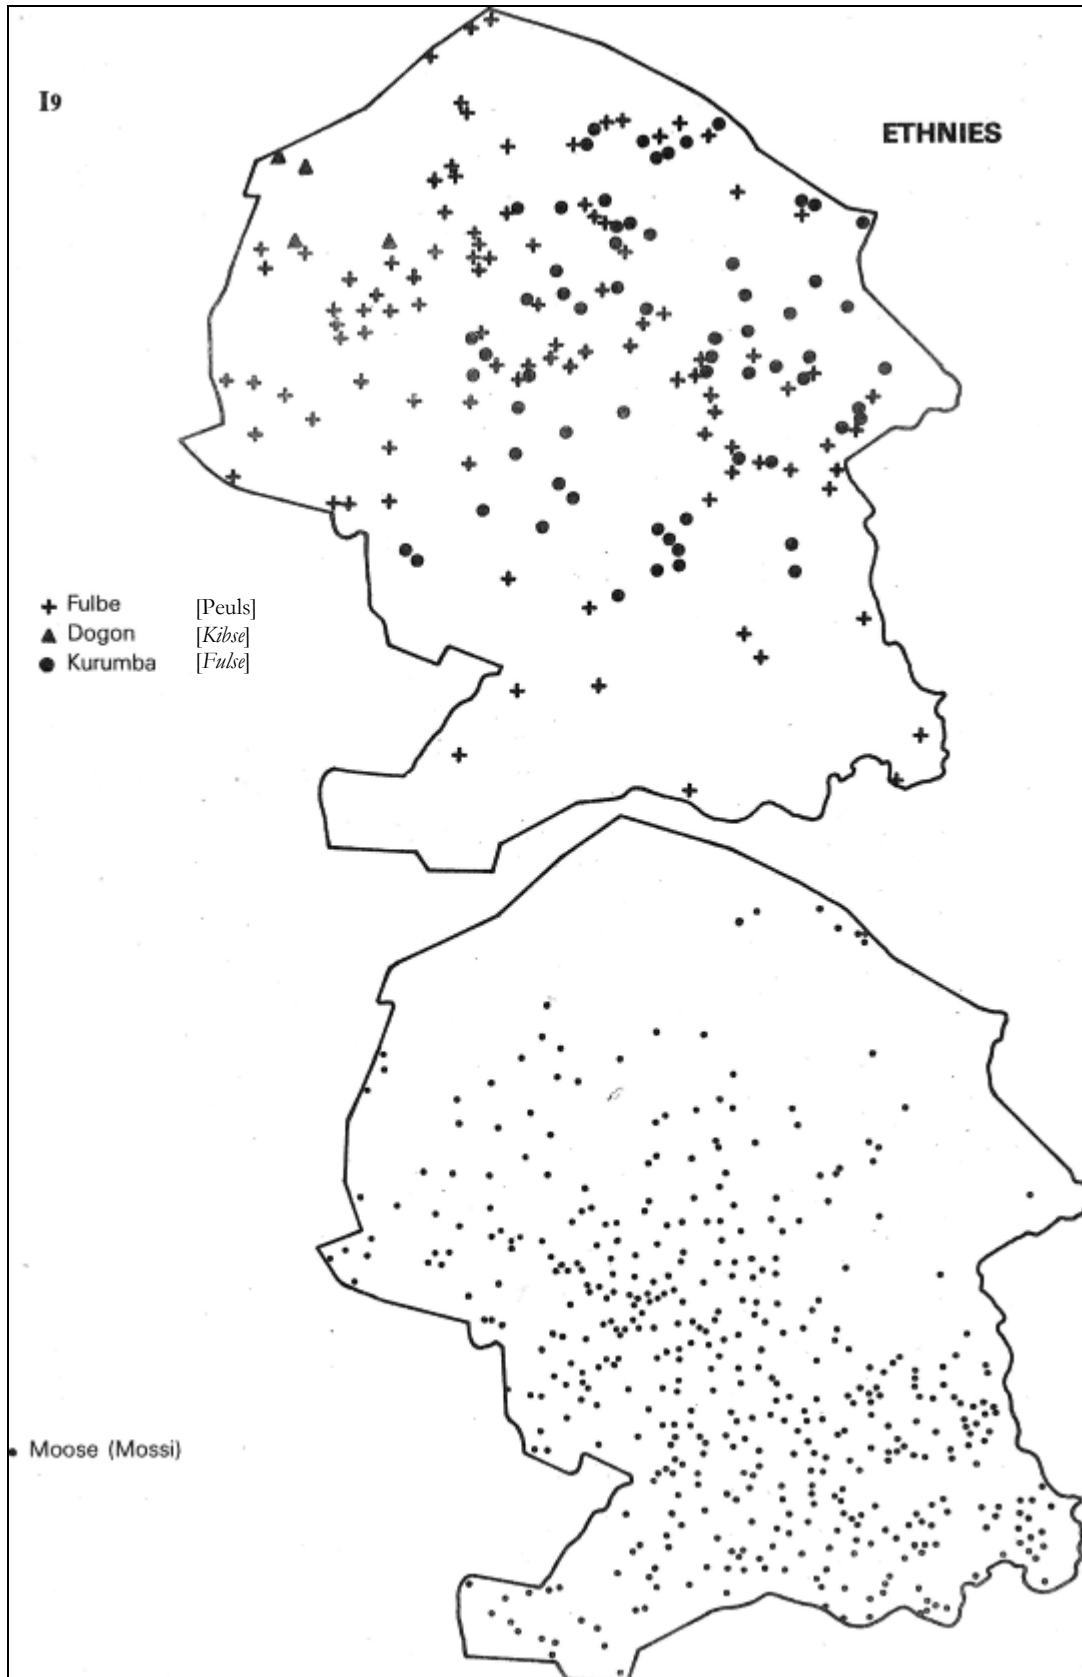 I9
ETHNIES
Fulbe [Peuls]
Dogon [Kibse]
Kurumba [Fulse]
Moose (Mossi)